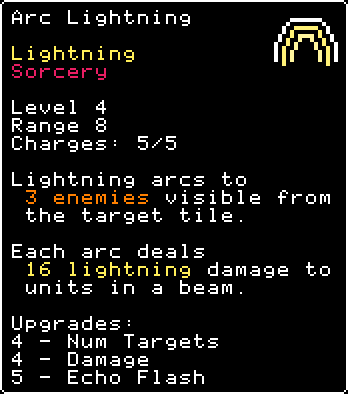 Arc Lightning
Lightning
Sorcery
Level 4
Range 8
Charges: 5/5
Lightning arcs to
3 enemies visible from
the target tile.
Each arc deals
16 lightning damage to
units in a beam.
Upgrades:
4 - Num Targets
4 - Damage
5 - Echo Flash